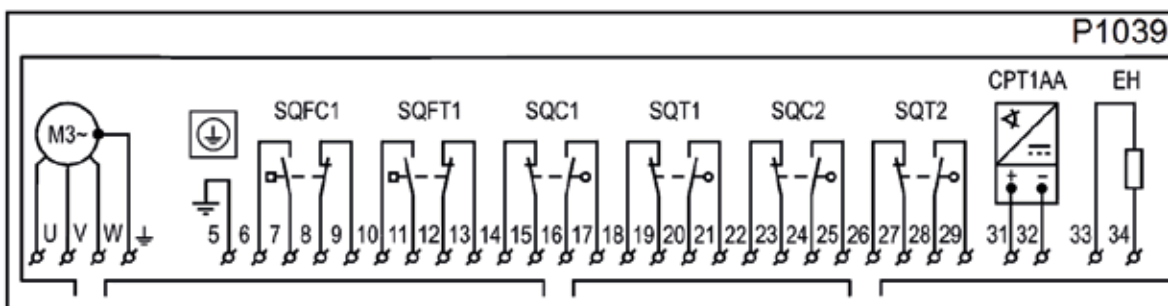 P1039
CPT1AA EH
SQFC1 SQFT1 SQC1 SQT1 SQC2 SQT2
M3~
+ −
U V W 5 6 7 8 9 10 11 12 13 14 15 16 17 18 19 20 21 22 23 24 25 26 27 28 29 31 32 33 34